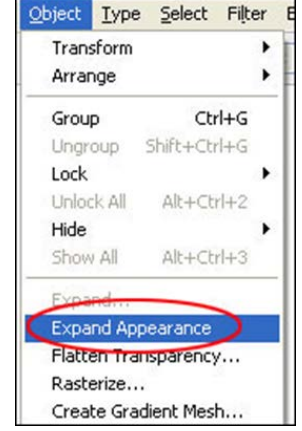 Object Type Select Filter E
Transform
Arrange
Group Ctrl+G
Ungroup Shift+Ctrl+G
Lock
Unlock All Alt+Ctrl+2
Hide
Show All Alt+Ctrl+3
Expand...
Expand Appearance
Flatten Transparency...
Rasterize...
Create Gradient Mesh...